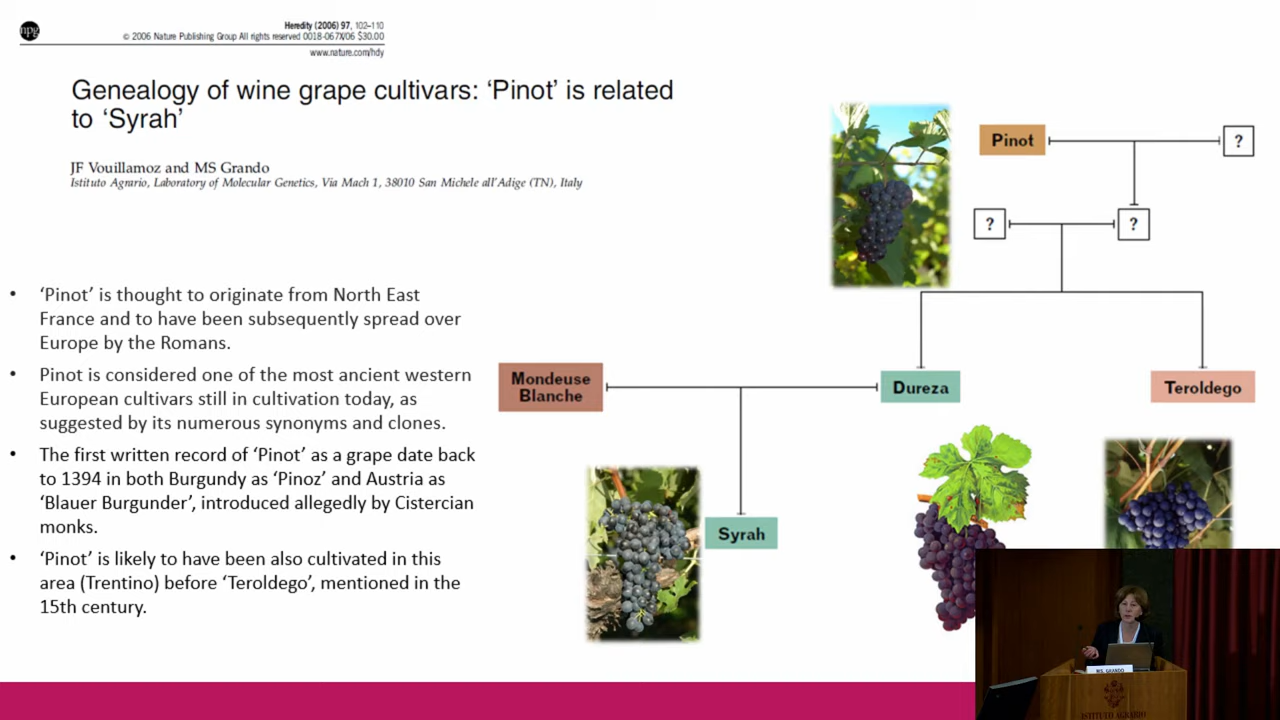 npg
Heredity (2006) 97, 102–110
© 2006 Nature Publishing Group All rights reserved 0018-067X/06 $30.00
www.nature.com/hdy
Genealogy of wine grape cultivars: ‘Pinot’ is related
to ‘Syrah’
JF Vouillamoz and MS Grando
Istituto Agrario, Laboratory of Molecular Genetics, Via Mach 1, 38010 San Michele all’Adige (TN), Italy
• ‘Pinot’ is thought to originate from North East
France and to have been subsequently spread over
Europe by the Romans.
• Pinot is considered one of the most ancient western
European cultivars still in cultivation today, as
suggested by its numerous synonyms and clones.
• The first written record of ‘Pinot’ as a grape date back
to 1394 in both Burgundy as ‘Pinoz’ and Austria as
‘Blauer Burgunder’, introduced allegedly by Cistercian
monks.
• ‘Pinot’ is likely to have been also cultivated in this
area (Trentino) before ‘Teroldego’, mentioned in the
15th century.
Pinot
?
?
?
Mondeuse
Blanche
Dureza
Teroldego
Syrah
M.S. GRANDO
ISTITUTO AGRARIO